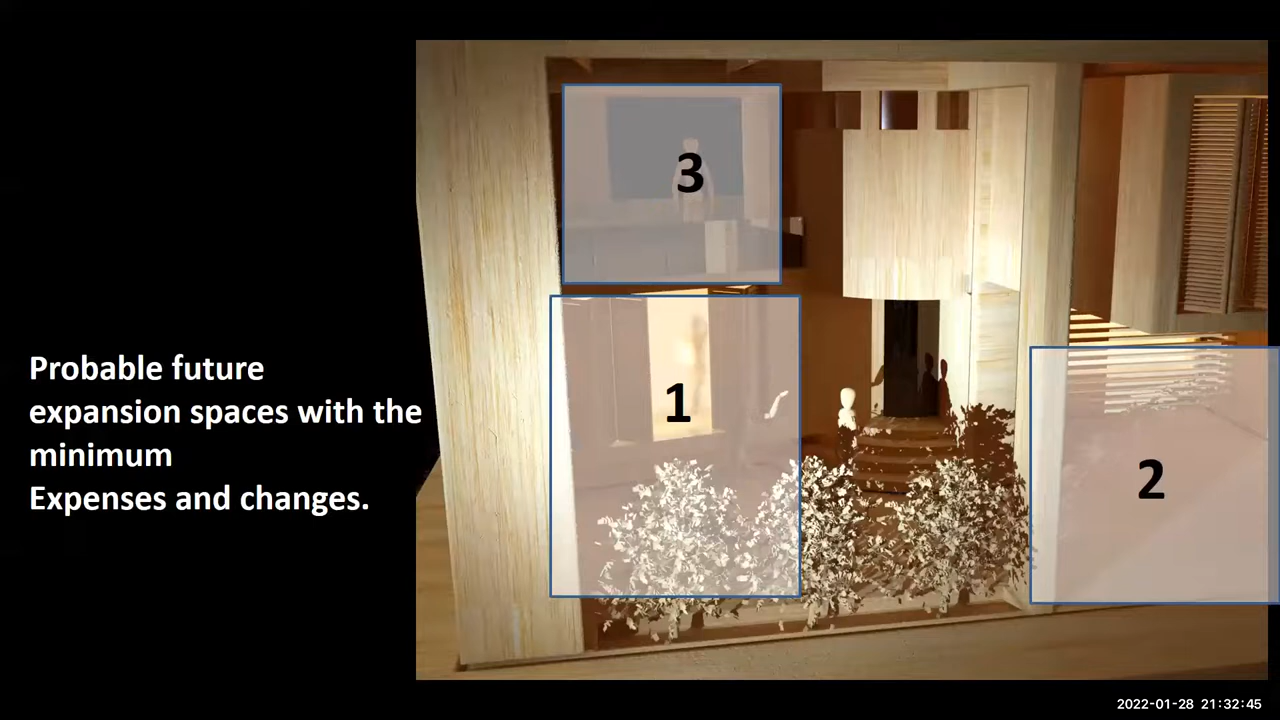 3
1
2
Probable future
expansion spaces with the
minimum
Expenses and changes.
2022-01-28 21:32:45